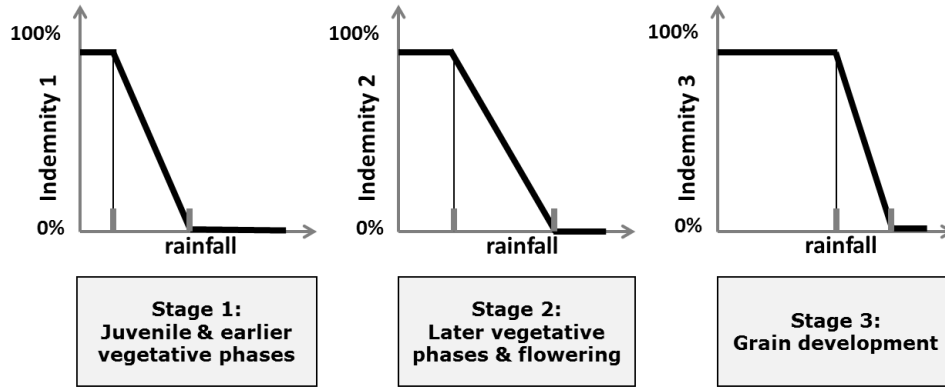 100%
Indemnity 1
0%
rainfall
100%
Indemnity 2
0%
rainfall
100%
Indemnity 3
0%
rainfall
Stage 1:
Juvenile & earlier
vegetative phases
Stage 2:
Later vegetative
phases & flowering
Stage 3:
Grain development